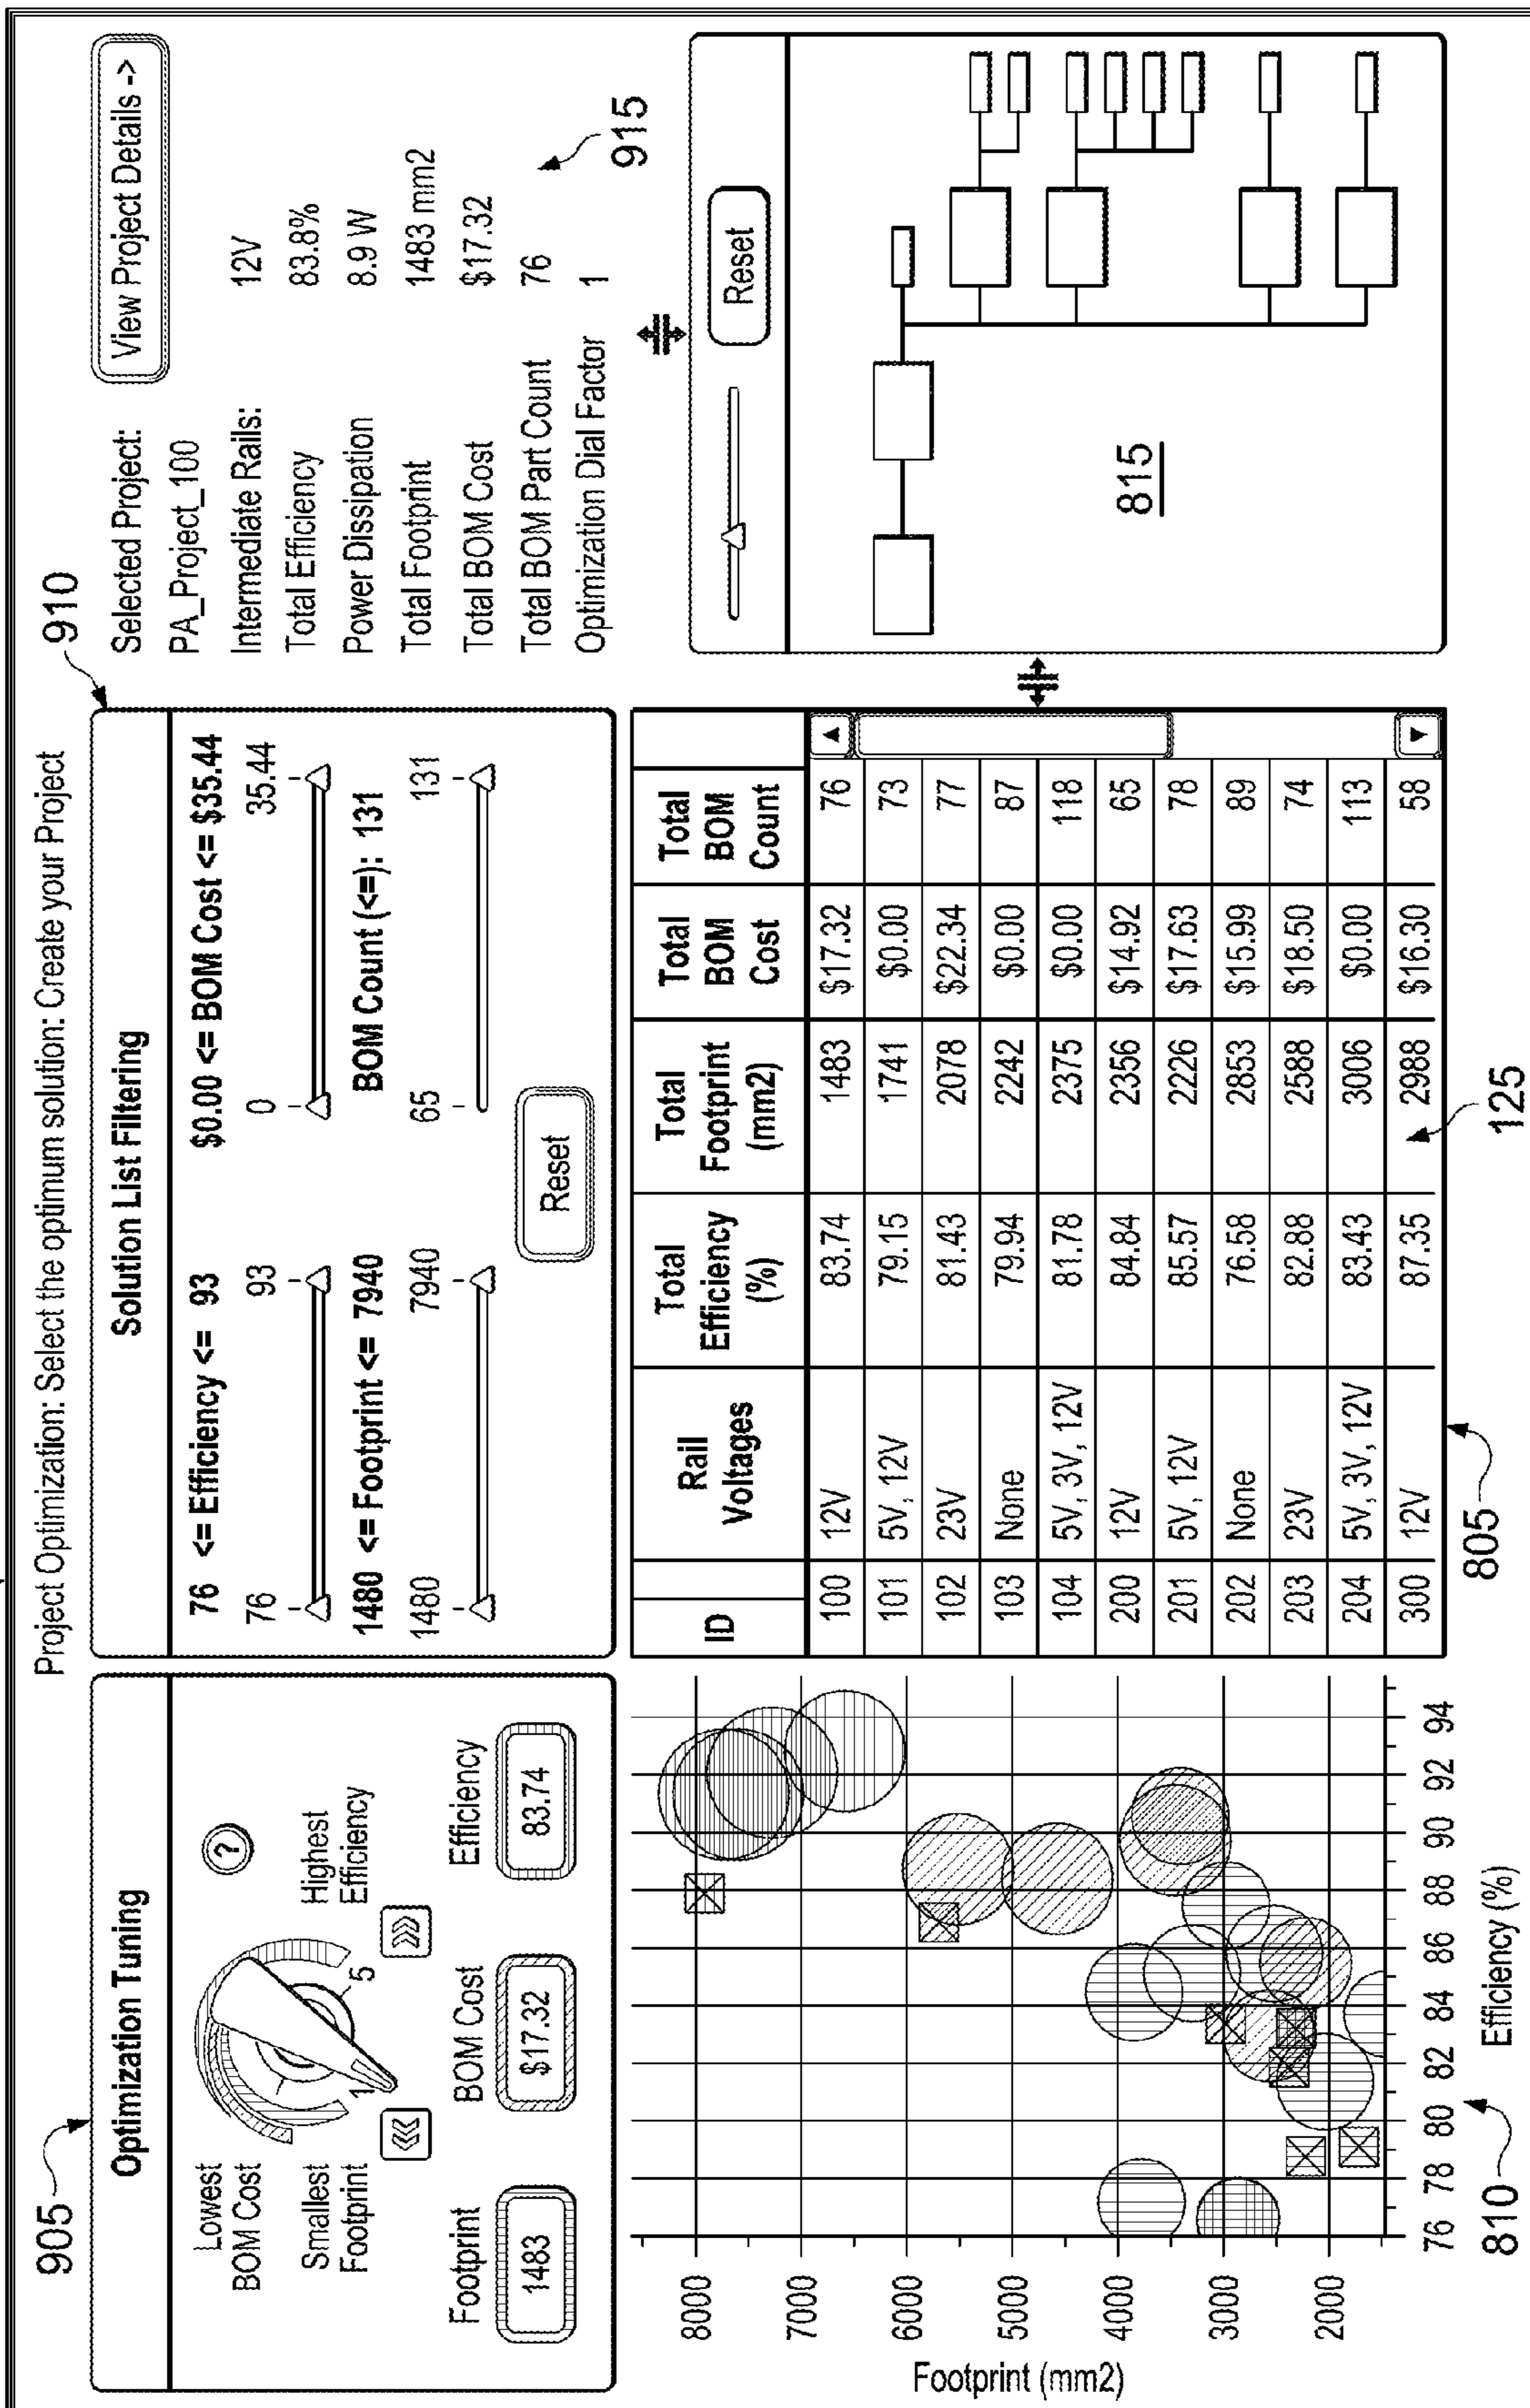 Project Optimization: Select the optimum solution: Create your Project
905
Optimization Tuning
Lowest
BOM Cost
Smallest
Footprint
?
Highest
Efficiency
1
5
<<<
>>>
Footprint
BOM Cost
Efficiency
1483
$17.32
83.74
910
Solution List Filtering
76 <= Efficiency <= 93
$0.00 <= BOM Cost <= $35.44
76
93
0
35.44
1480 <= Footprint <= 7940
BOM Count (<=): 131
1480
7940
65
131
Reset
Selected Project:
View Project Details ->
PA_Project_100
Intermediate Rails: 12V
Total Efficiency 83.8%
Power Dissipation 8.9 W
Total Footprint 1483 mm2
Total BOM Cost $17.32
Total BOM Part Count 76
Optimization Dial Factor 1
915
Footprint (mm2)
8000
7000
6000
5000
4000
3000
2000
76 78 80 82 84 86 88 90 92 94
Efficiency (%)
810
ID Rail Voltages Total Efficiency (%) Total Footprint (mm2) Total BOM Cost Total BOM Count
100 12V 83.74 1483 $17.32 76
101 5V, 12V 79.15 1741 $0.00 73
102 23V 81.43 2078 $22.34 77
103 None 79.94 2242 $0.00 87
104 5V, 3V, 12V 81.78 2375 $0.00 118
200 12V 84.84 2356 $14.92 65
201 5V, 12V 85.57 2226 $17.63 78
202 None 76.58 2853 $15.99 89
203 23V 82.88 2588 $18.50 74
204 5V, 3V, 12V 83.43 3006 $0.00 113
300 12V 87.35 2988 $16.30 58
805
125
Reset
815